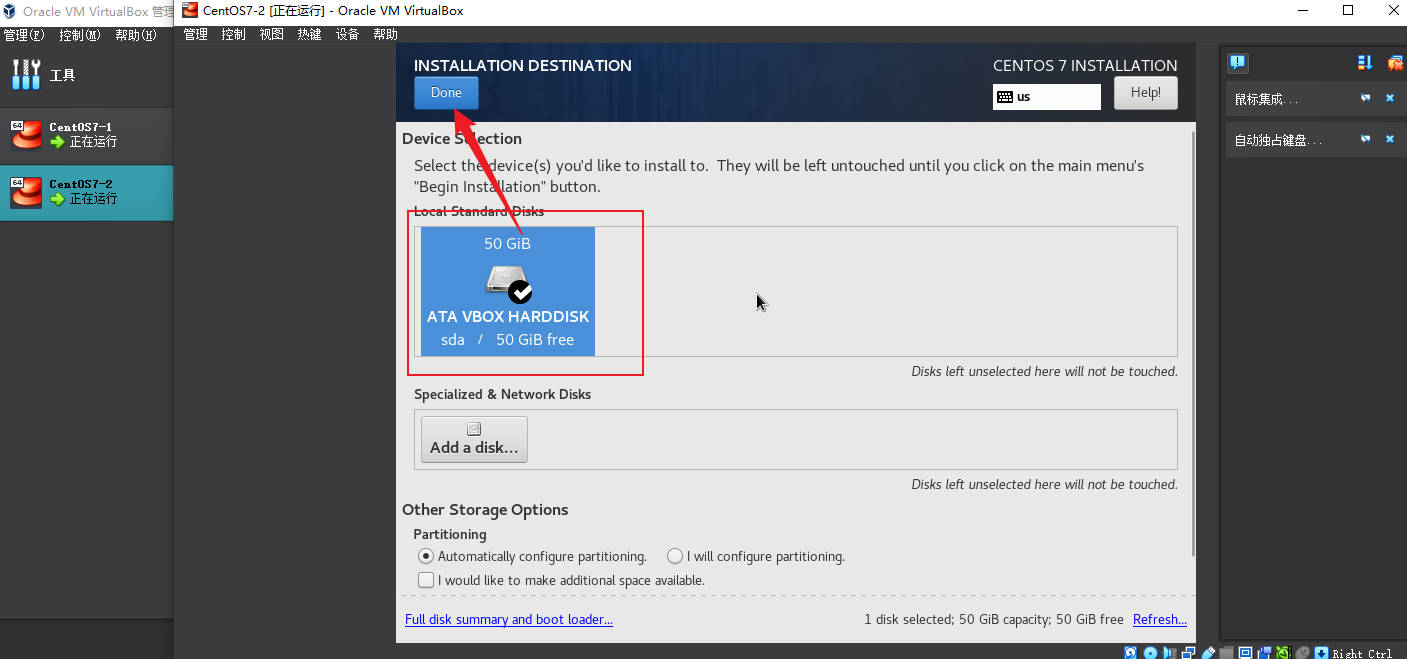 Oracle VM VirtualBox 管理
CentOS7-2 [正在运行] - Oracle VM VirtualBox
管理(F) 控制(M) 帮助(H)
管理 控制 视图 热键 设备 帮助
工具
64
CentOS7-1
正在运行
64
CentOS7-2
正在运行
INSTALLATION DESTINATION
CENTOS 7 INSTALLATION
Done
us
Help!
Device Selection
Select the device(s) you'd like to install to. They will be left untouched until you click on the main menu's
"Begin Installation" button.
Local Standard Disks
50 GiB
ATA VBOX HARDDISK
sda / 50 GiB free
Disks left unselected here will not be touched.
Specialized & Network Disks
Add a disk...
Disks left unselected here will not be touched.
Other Storage Options
Partitioning
Automatically configure partitioning. I will configure partitioning.
I would like to make additional space available.
Full disk summary and boot loader...
1 disk selected; 50 GiB capacity; 50 GiB free Refresh...
鼠标集成...
自动独占键盘...
Right Ctrl